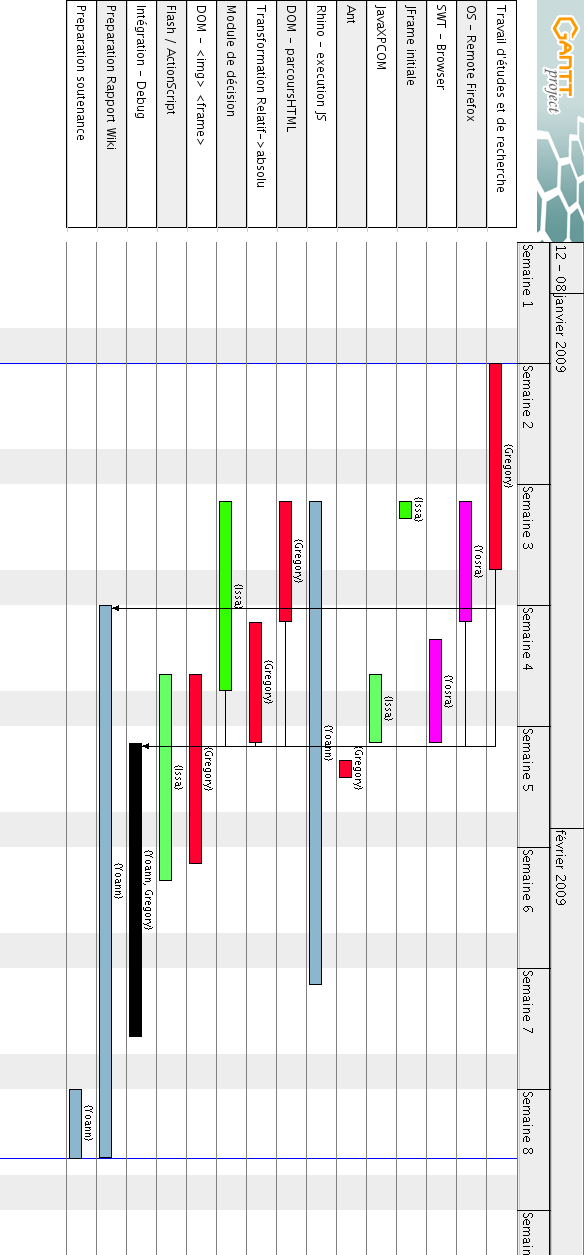 GANTT
project
12 - 08
janvier 2009
février 2009
Semaine 1
Semaine 2
Semaine 3
Semaine 4
Semaine 5
Semaine 6
Semaine 7
Semaine 8
Semain
Travail d'études et de recherche
{Gregory}
OS - Remote Firefox
{Yosra}
SWT - Browser
{Yosra}
JFrame initiale
{Issa}
JavaXPCOM
{Issa}
Ant
{Gregory}
Rhino - execution JS
{Yoann}
DOM - parcoursHTML
{Gregory}
Transformation Relatif-> absolu
{Gregory}
Module de décision
{Issa}
DOM - <img> <frame>
{Gregory}
Flash / ActionScript
{Issa}
Intégration - Debug
{Yoann, Gregory}
Preparation Rapport Wiki
{Yoann}
Preparation soutenance
{Yoann}